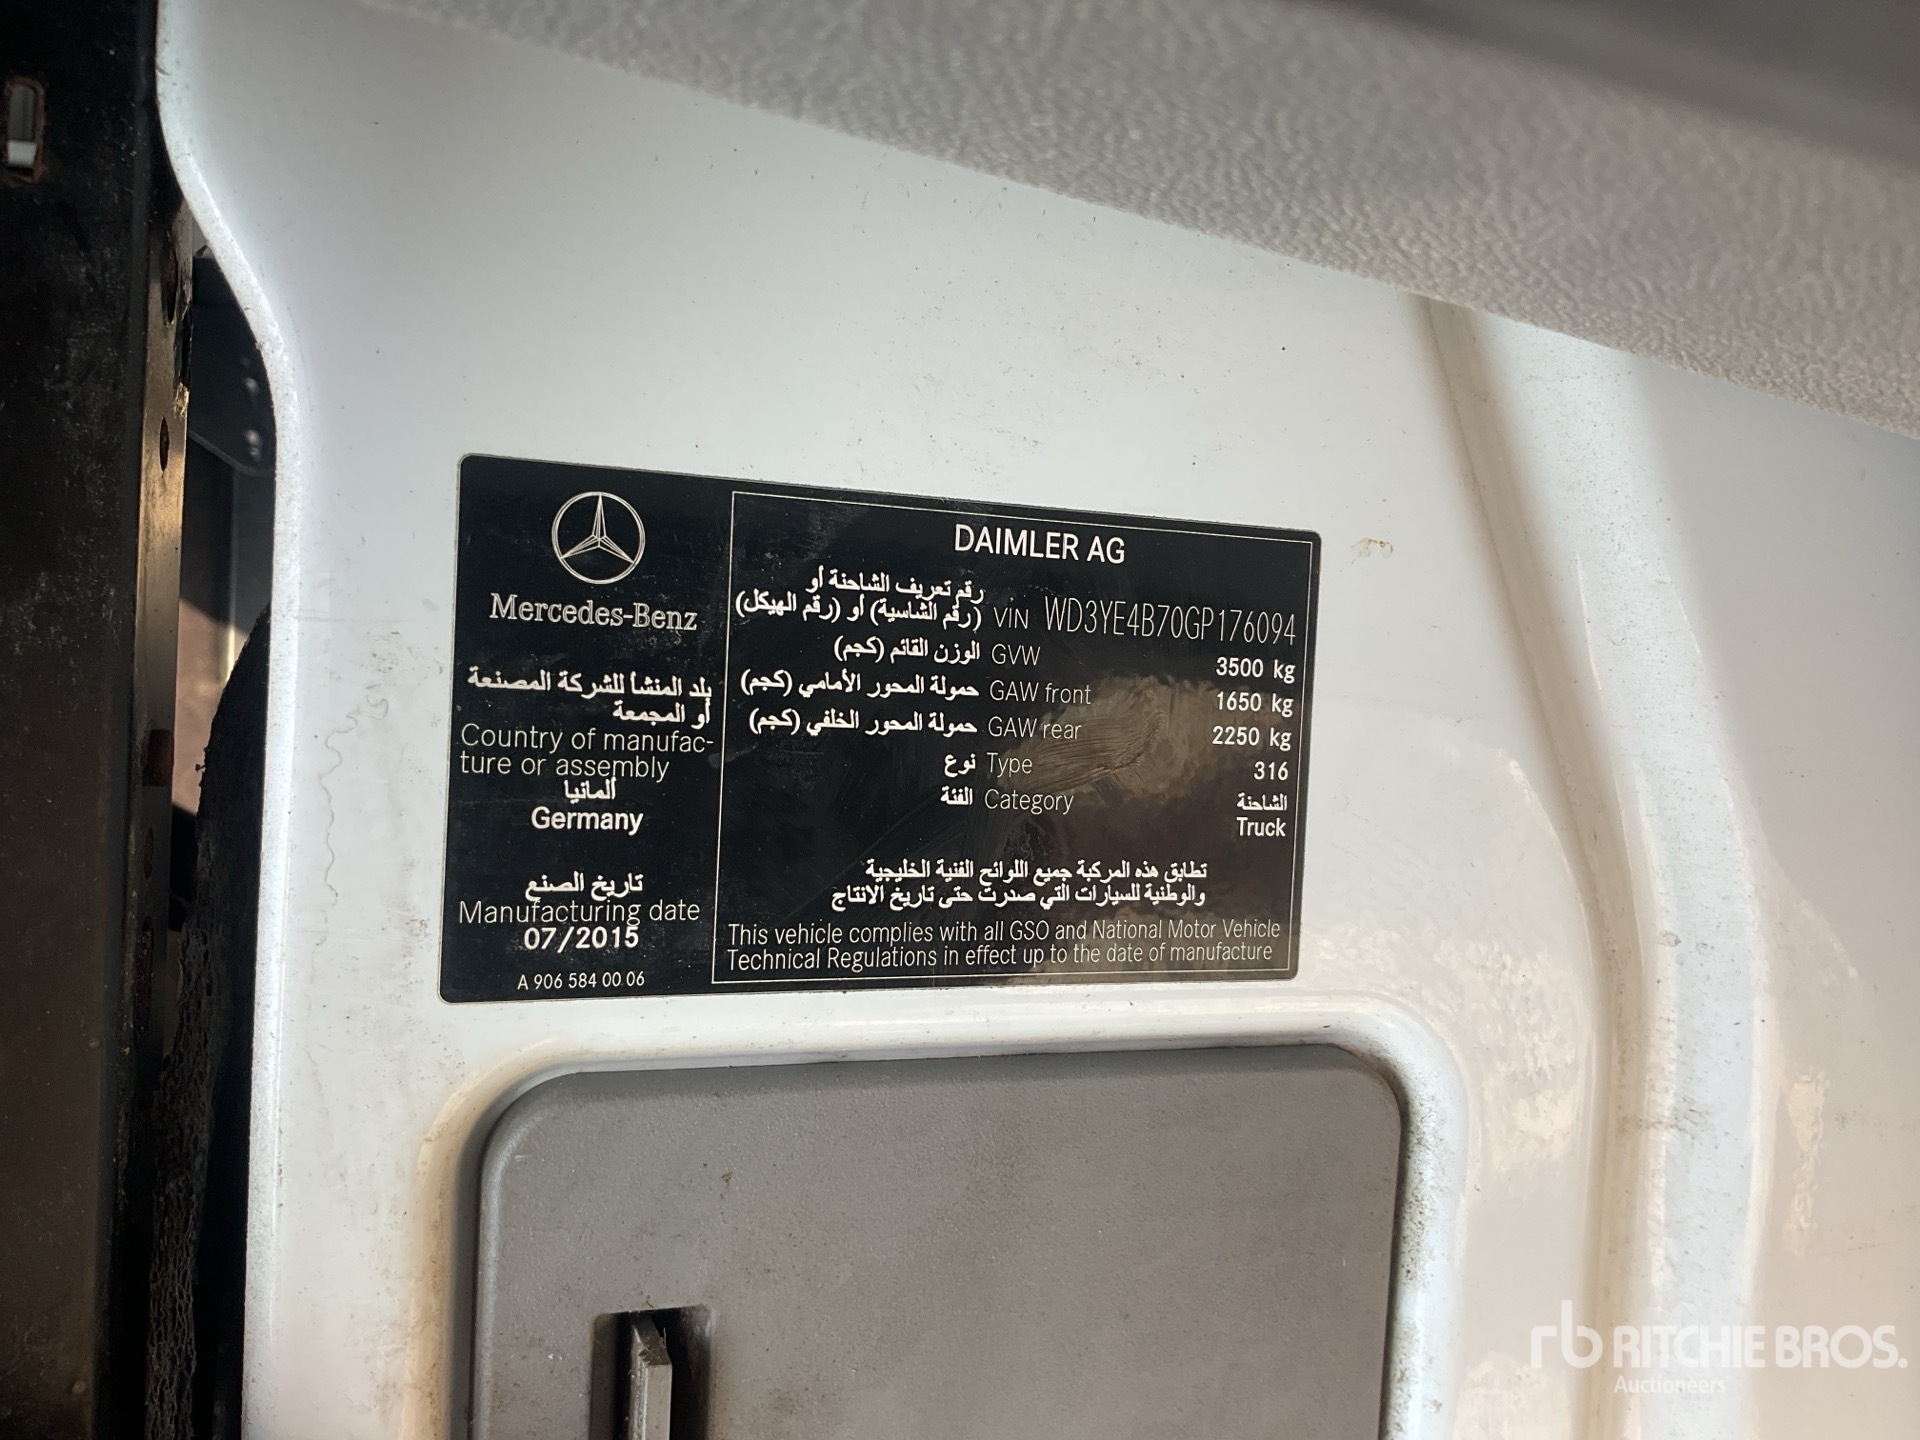 Mercedes-Benz
بلد المنشأ للشركة المصنعة
أو المجمعة
Country of manufac-
ture or assembly
ألمانيا
Germany
تاريخ الصنع
Manufacturing date
07/2015
A 906 584 00 06
DAIMLER AG
رقم تعريف الشاحنة أو
(رقم الشاسية) أو (رقم الهيكل) VIN WD3YE4B70GP176094
الوزن القائم (كجم) GVW 3500 kg
حمولة المحور الأمامي (كجم) GAW front 1650 kg
حمولة المحور الخلفي (كجم) GAW rear 2250 kg
نوع Type 316
الفئة Category الشاحنة
Truck
تطابق هذه المركبة جميع اللوائح الفنية الخليجية
والوطنية للسيارات التي صدرت حتى تاريخ الانتاج
This vehicle complies with all GSO and National Motor Vehicle
Technical Regulations in effect up to the date of manufacture
rb RITCHIE BROS.
Auctioneers